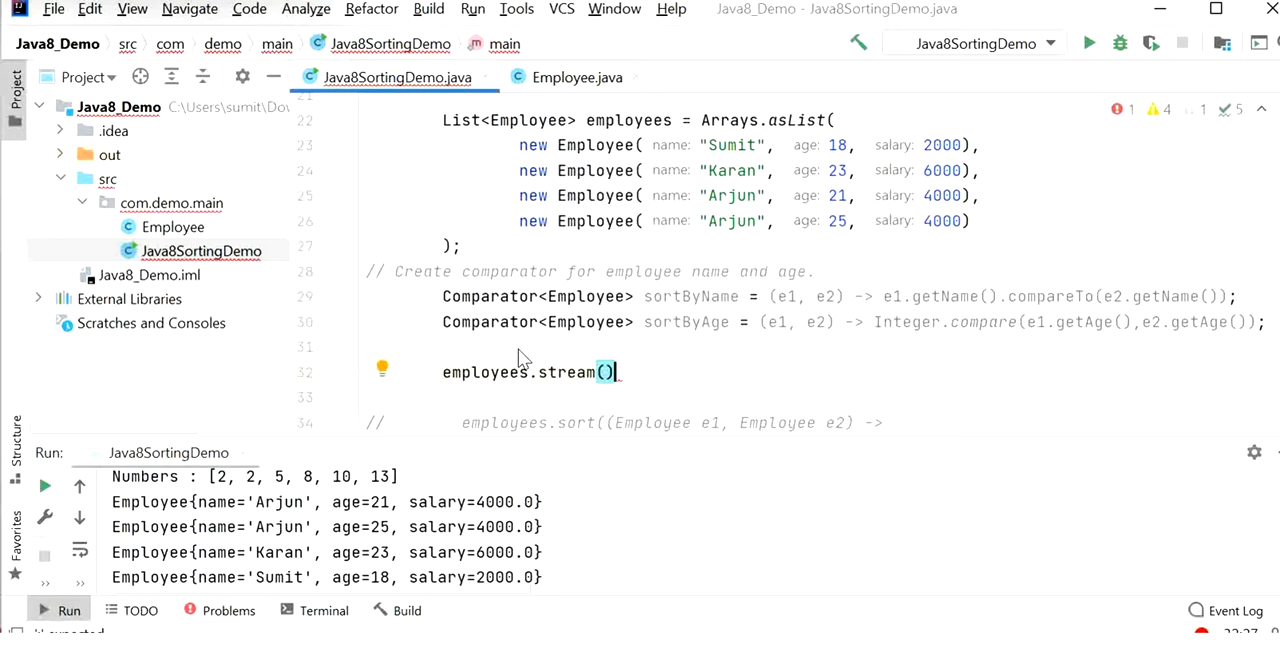 File Edit View Navigate Code Analyze Refactor Build Run Tools VCS Window Help Java8_Demo - Java8SortingDemo.java
Java8_Demo src com demo main Java8SortingDemo main Java8SortingDemo
Project Project Java8SortingDemo.java Employee.java
Java8_Demo C:\Users\sumit\Dov
.idea
out
src
com.demo.main
Employee
Java8SortingDemo
Java8_Demo.iml
External Libraries
Scratches and Consoles
1 4 1 5
21
22 List<Employee> employees = Arrays.asList(
23 new Employee( name: "Sumit", age: 18, salary: 2000),
24 new Employee( name: "Karan", age: 23, salary: 6000),
25 new Employee( name: "Arjun", age: 21, salary: 4000),
26 new Employee( name: "Arjun", age: 25, salary: 4000)
27 );
28 // Create comparator for employee name and age.
29 Comparator<Employee> sortByName = (e1, e2) -> e1.getName().compareTo(e2.getName());
30 Comparator<Employee> sortByAge = (e1, e2) -> Integer.compare(e1.getAge(),e2.getAge());
31
32 employees.stream()
33
34 // employees.sort((Employee e1, Employee e2) ->
Structure
Favorites
Run: Java8SortingDemo
Numbers : [2, 2, 5, 8, 10, 13]
Employee{name='Arjun', age=21, salary=4000.0}
Employee{name='Arjun', age=25, salary=4000.0}
Employee{name='Karan', age=23, salary=6000.0}
Employee{name='Sumit', age=18, salary=2000.0}
Run TODO Problems Terminal Build Event Log